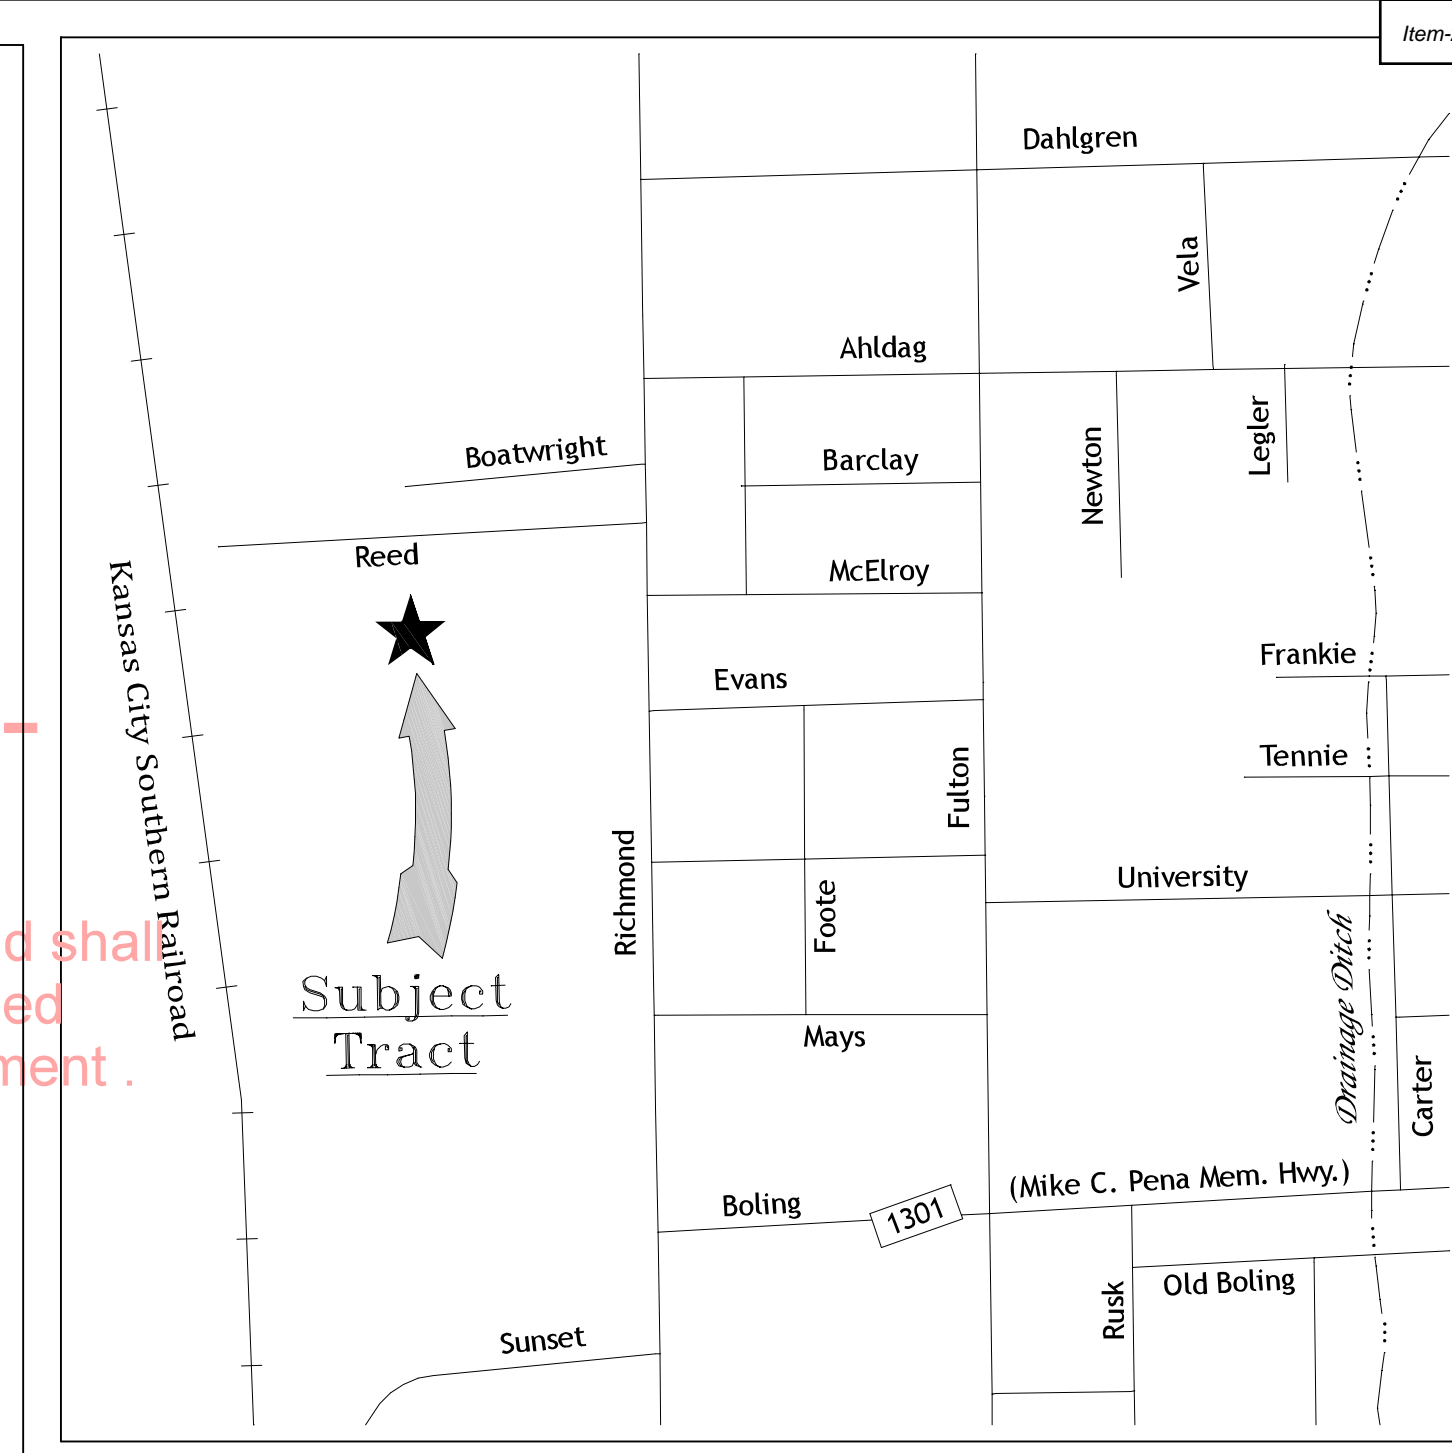 Item-
Dahlgren
Vela
Ahldag
Boatwright
Barclay
Newton
Legler
Reed
McElroy
Kansas City Southern Railroad
Frankie
Evans
Tennie
Fulton
Richmond
University
Foote
d shall
Drainage Ditch
Subject
ed
Tract
Mays
ment .
Carter
(Mike C. Pena Mem. Hwy.)
Boling
1301
Old Boling
Rusk
Sunset